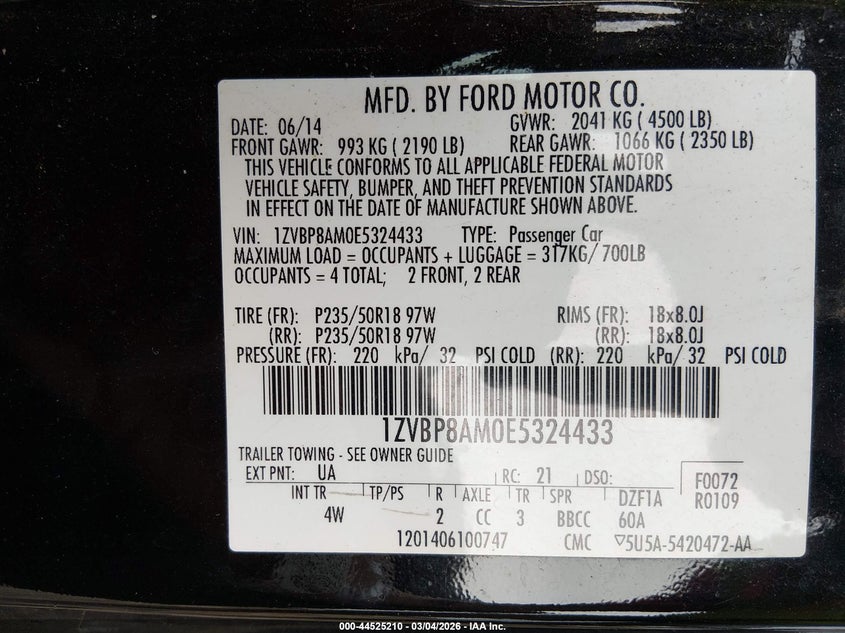 MFD. BY FORD MOTOR CO.
DATE: 06/14 GVWR: 2041 KG ( 4500 LB)
FRONT GAWR: 993 KG ( 2190 LB) REAR GAWR: 1066 KG ( 2350 LB)
THIS VEHICLE CONFORMS TO ALL APPLICABLE FEDERAL MOTOR
VEHICLE SAFETY, BUMPER, AND THEFT PREVENTION STANDARDS
IN EFFECT ON THE DATE OF MANUFACTURE SHOWN ABOVE.
VIN: 1ZVBP8AM0E5324433 TYPE: Passenger Car
MAXIMUM LOAD = OCCUPANTS + LUGGAGE = 317KG/ 700LB
OCCUPANTS = 4 TOTAL; 2 FRONT, 2 REAR
TIRE (FR): P235/50R18 97W RIMS (FR): 18x8.0J
(RR): P235/50R18 97W (RR): 18x8.0J
PRESSURE (FR): 220 kPa/ 32 PSI COLD (RR): 220 kPa/ 32 PSI COLD
1ZVBP8AM0E5324433
TRAILER TOWING - SEE OWNER GUIDE
EXT PNT: UA RC: 21 DSO: F0072
INT TR TP/PS R AXLE TR SPR DZF1A R0109
4W 2 CC 3 BBCC 60A
1201406100747 CMC ▽5U5A-5420472-AA
000-44525210 - 03/04/2026 - IAA Inc.